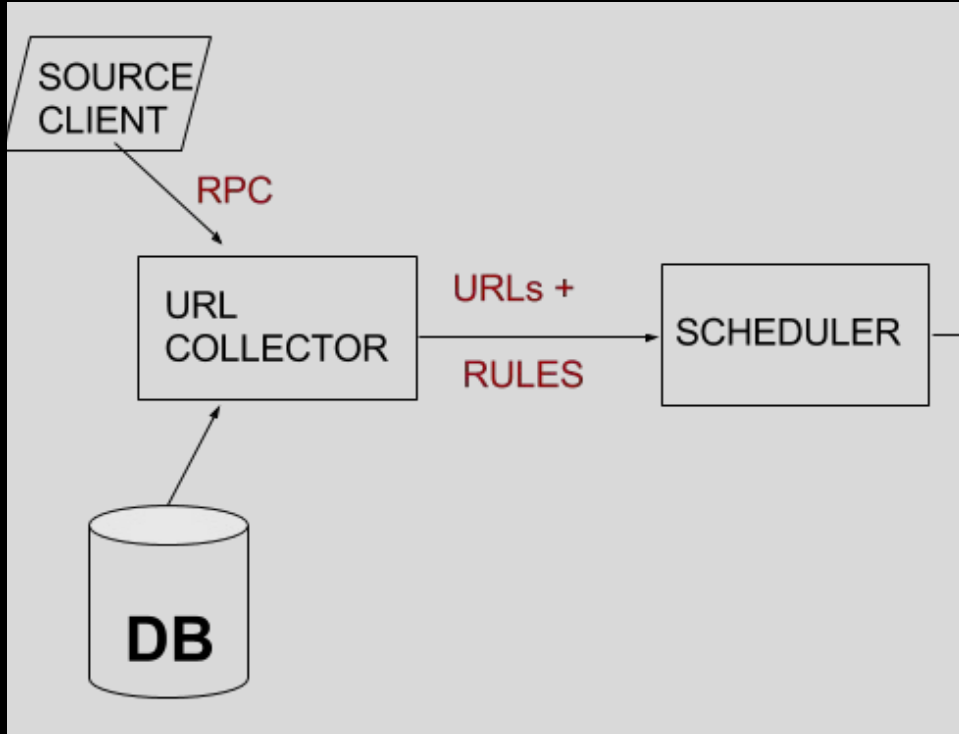 SOURCE
CLIENT
RPC
URL
COLLECTOR
URLs +
RULES
SCHEDULER
DB